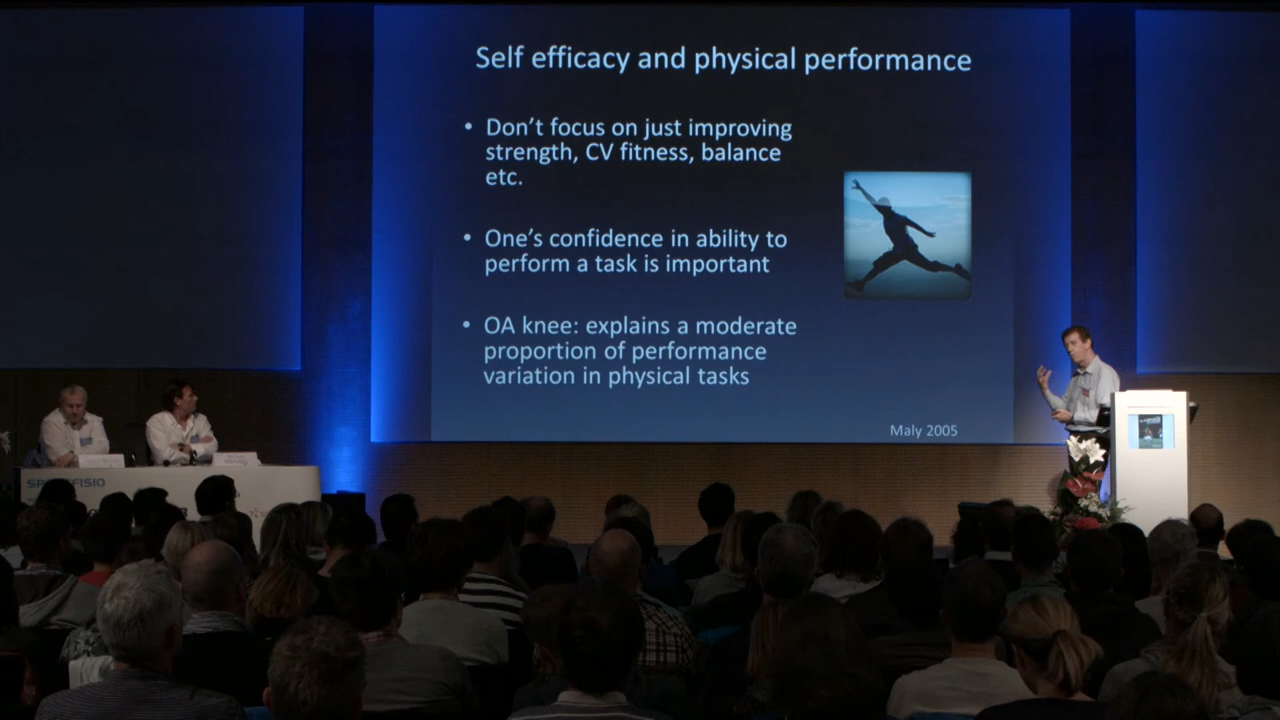 Self efficacy and physical performance
• Don't focus on just improving
strength, CV fitness, balance
etc.
• One's confidence in ability to
perform a task is important
• OA knee: explains a moderate
proportion of performance
variation in physical tasks
Maly 2005